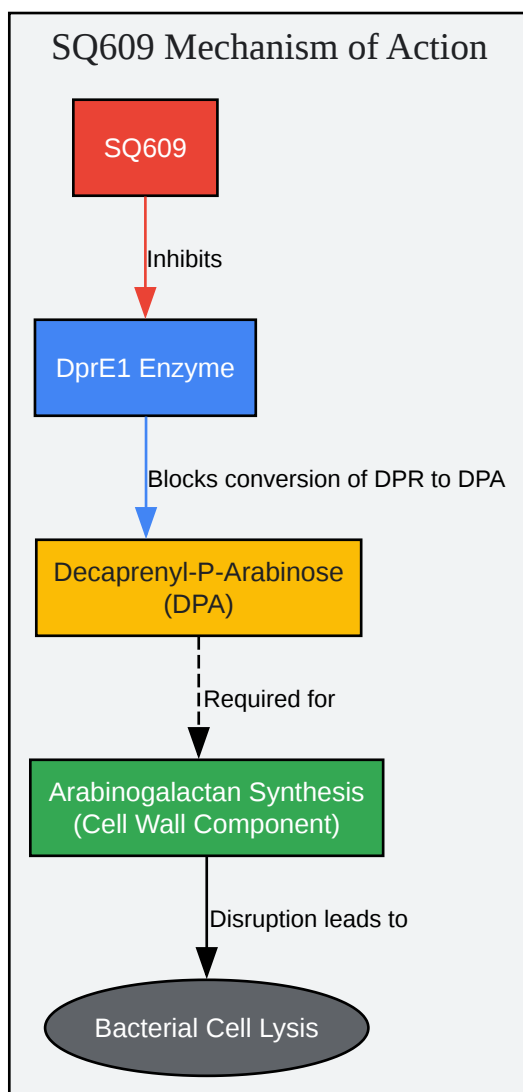 SQ609 Mechanism of Action
SQ609
Inhibits
DprE1 Enzyme
Blocks conversion of DPR to DPA
Decaprenyl-P-Arabinose
(DPA)
Required for
Arabinogalactan Synthesis
(Cell Wall Component)
Disruption leads to
Bacterial Cell Lysis